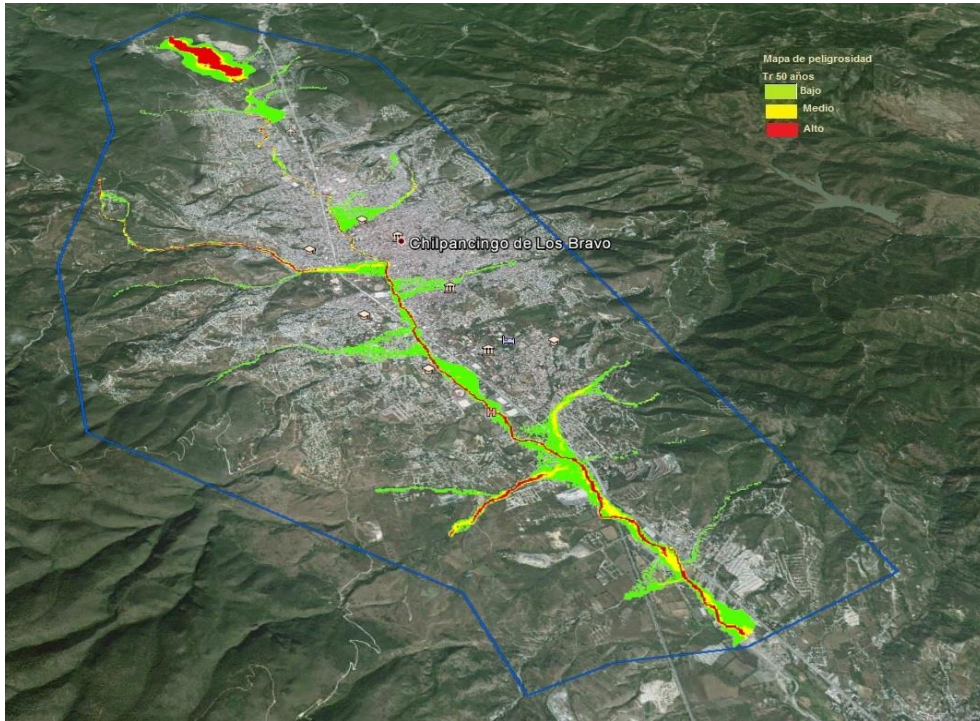 Mapa de peligrosidad
Tr 50 años
Bajo
Medio
Alto
Chilpancingo de Los Bravo